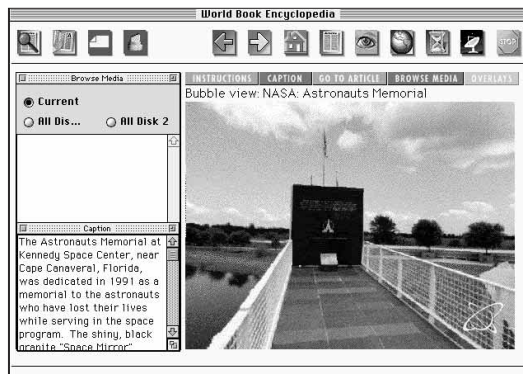 World Book Encyclopedia
STOP
Browse Media
Current
All Dis...
All Disk 2
Caption
The Astronauts Memorial at
Kennedy Space Center, near
Cape Canaveral, Florida,
was dedicated in 1991 as a
memorial to the astronauts
who have lost their lives
while serving in the space
program. The shiny, black
granite "Space Mirror"
INSTRUCTIONS
CAPTION
GO TO ARTICLE
BROWSE MEDIA
OVERLAYS
Bubble view: NASA: Astronauts Memorial